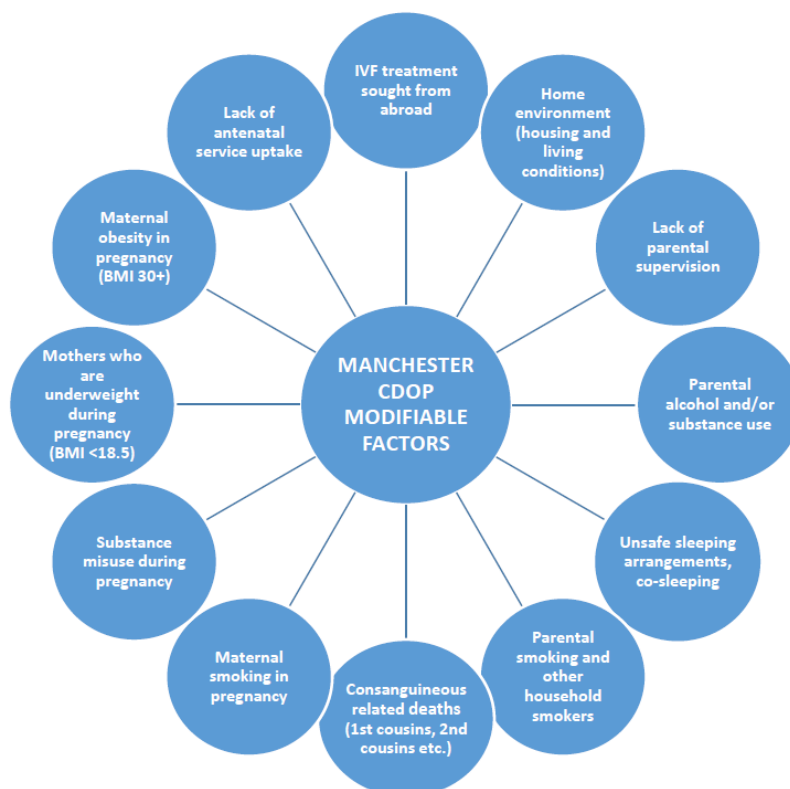 IVF treatment
sought from
abroad
Home
environment
(housing and
living
conditions)
Lack of
parental
supervision
Parental
alcohol and/or
substance use
Unsafe sleeping
arrangements,
co-sleeping
Parental
smoking and
other
household
smokers
Consanguineous
related deaths
(1st cousins, 2nd
cousins etc.)
Maternal
smoking in
pregnancy
Substance
misuse during
pregnancy
Mothers who
are
underweight
during
pregnancy
(BMI <18.5)
Maternal
obesity in
pregnancy
(BMI 30+)
Lack of
antenatal
service uptake
MANCHESTER
CDOP
MODIFIABLE
FACTORS